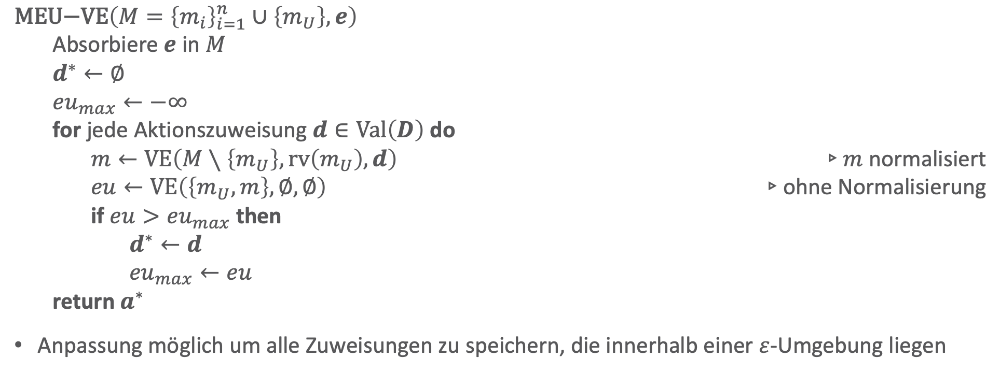 MEU−VE(M = {m_i}_{i=1}^n ∪ {m_U}, e)
Absorbiere e in M
d* ← ∅
eu_max ← −∞
for jede Aktionszuweisung d ∈ Val(D) do
m ← VE(M \ {m_U}, rv(m_U), d) ▹ m normalisiert
eu ← VE({m_U, m}, ∅, ∅) ▹ ohne Normalisierung
if eu > eu_max then
d* ← d
eu_max ← eu
return a*
• Anpassung möglich um alle Zuweisungen zu speichern, die innerhalb einer ε-Umgebung liegen